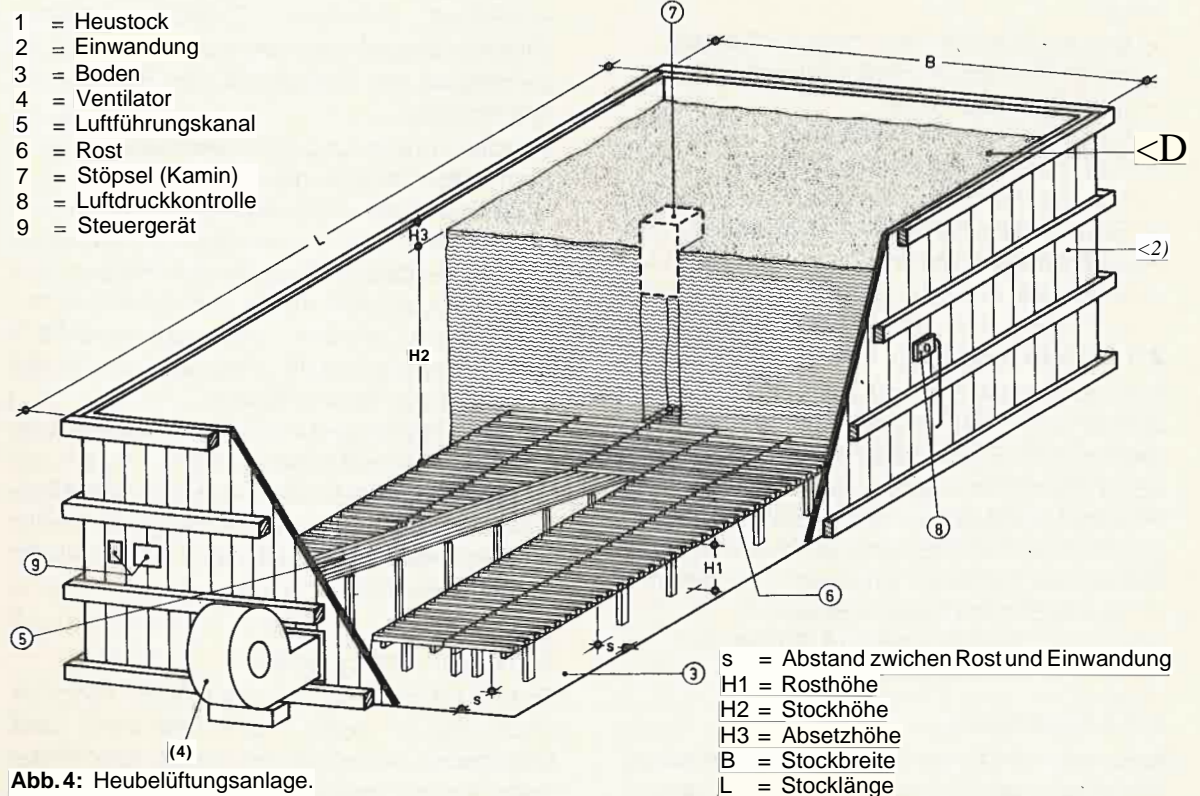 1 = Heustock
2 = Einwandung
3 = Boden
4 = Ventilator
5 = Luftführungskanal
6 = Rost
7 = Stöpsel (Kamin)
8 = Luftdruckkontrolle
9 = Steuergerät
7
B
<D
L
H3
<2)
H2
8
9
H1
6
5
s
3
s
(4)
s = Abstand zwichen Rost und Einwandung
H1 = Rosthöhe
H2 = Stockhöhe
H3 = Absetzhöhe
B = Stockbreite
L = Stocklänge
Abb. 4: Heubelüftungsanlage.